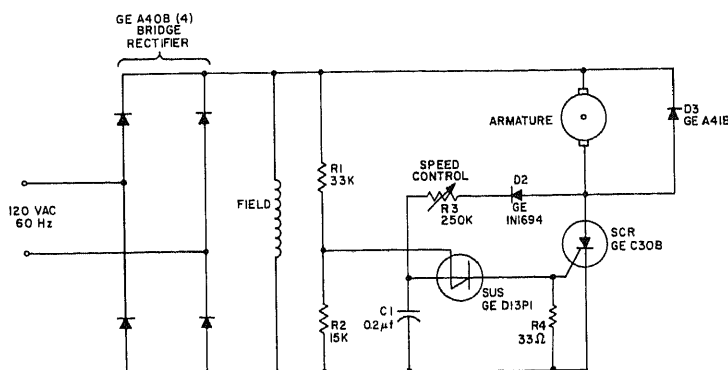 GE A40B (4)
BRIDGE
RECTIFIER
120 VAC
60 Hz
FIELD
R1
33K
R2
15K
SPEED
CONTROL
R3
250K
D2
GE
1N1694
ARMATURE
D3
GE A41B
SCR
GE C30B
SUS
GE D13P1
C1
0.2μf
R4
33Ω